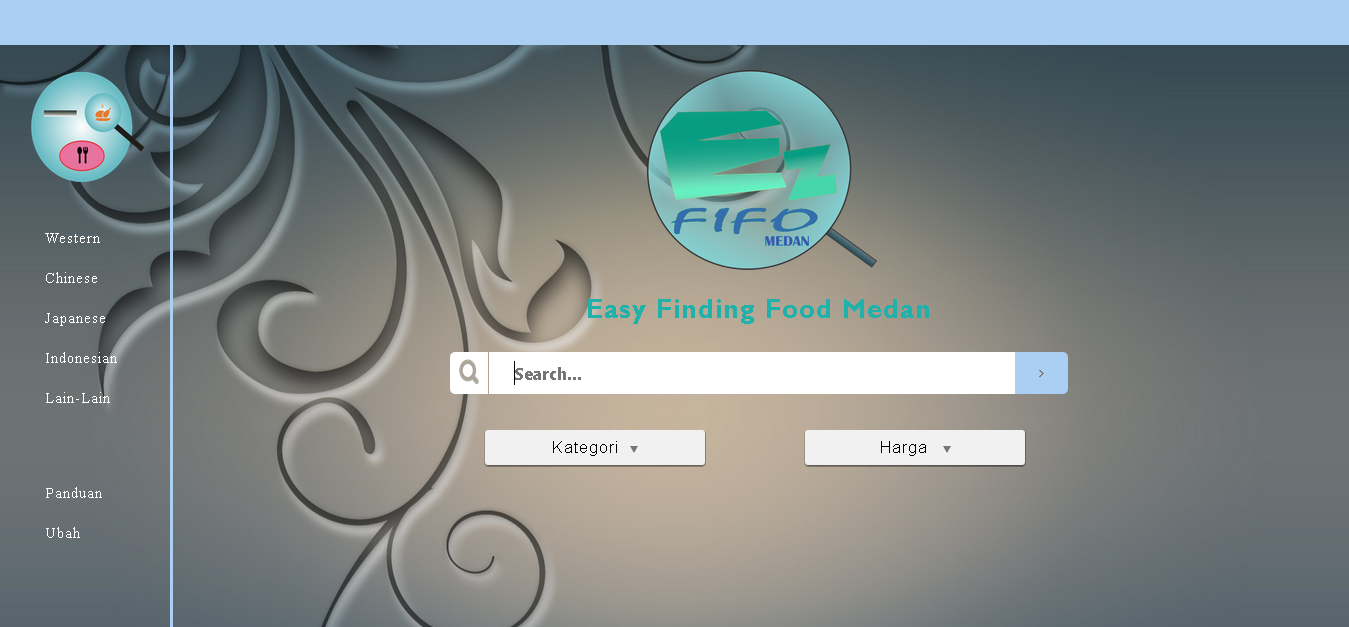 Western
Chinese
Japanese
Indonesian
Lain-Lain
Panduan
Ubah
Ez
FIFO
MEDAN
Easy Finding Food Medan
Search...
Kategori
Harga